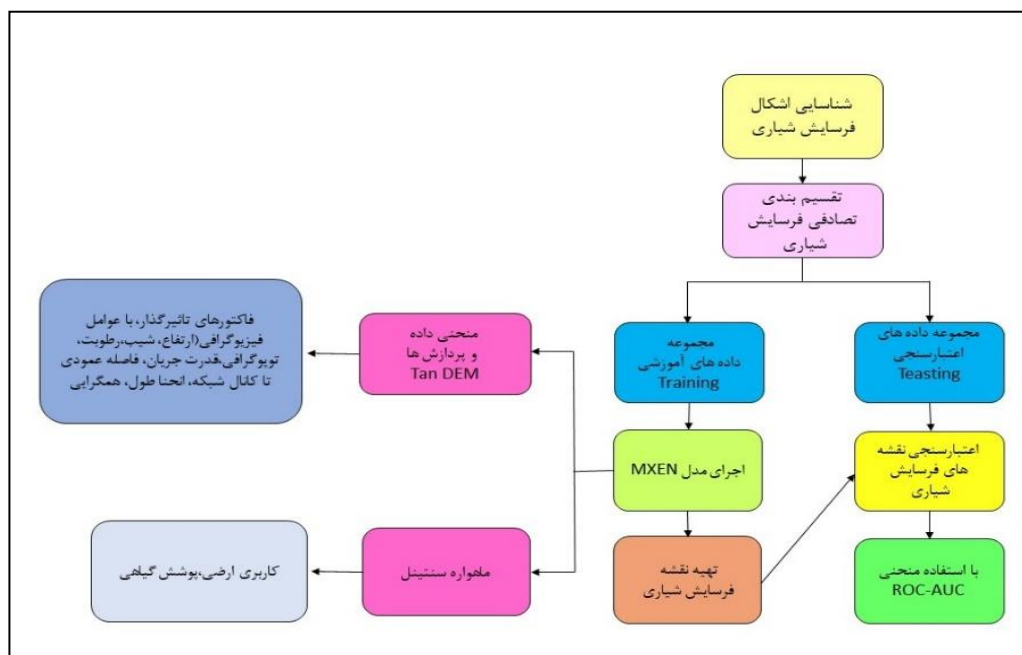 شناسایی اشکال
فرسایش شیاری
تقسیم بندی
تصادفی فرسایش
شیاری
مجموعه داده های
اعتبارسنجی
Teasting
مجموعه
داده های آموزشی
Training
منحنی داده
و پردازش ها
Tan DEM
فاکتورهای تاثیرگذار، با عوامل
فیزیوگرافی(ارتفاع، شیب،رطوبت،
توپوگرافی،قدرت جریان، فاصله عمودی
تا کانال شبکه، انحنا طول، همگرایی
اعتبارسنجی نقشه
های فرسایش
شیاری
اجرای مدل MXEN
با استفاده منحنی
ROC-AUC
تهیه نقشه
فرسایش شیاری
ماهواره سنتینل
کاربری ارضی،پوشش گیاهی